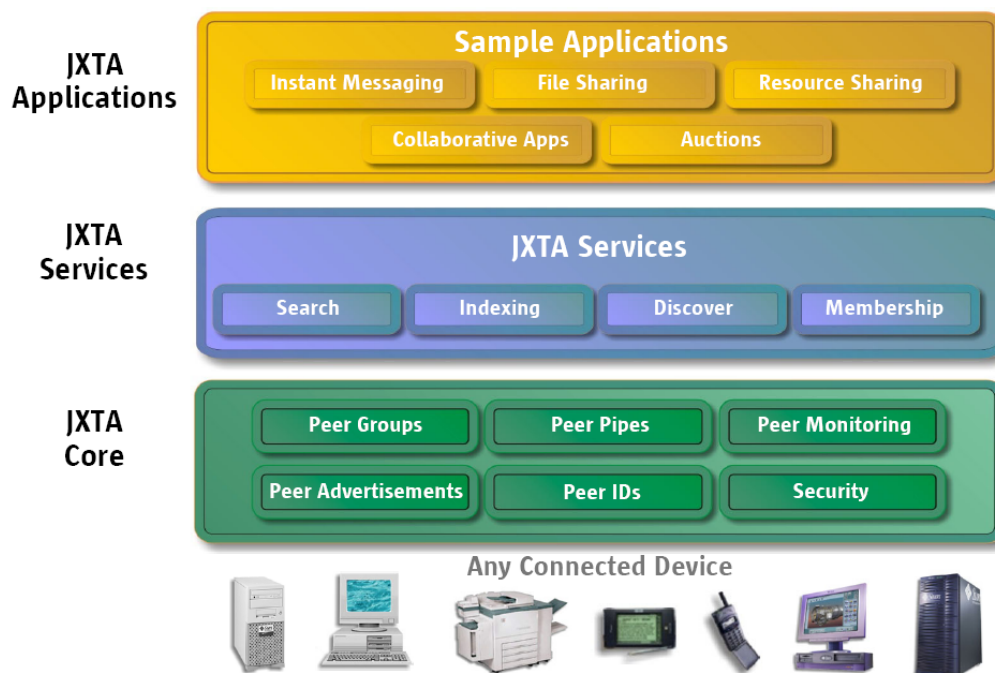 JXTA
Applications
Sample Applications
Instant Messaging
File Sharing
Resource Sharing
Collaborative Apps
Auctions
JXTA
Services
JXTA Services
Search
Indexing
Discover
Membership
JXTA
Core
Peer Groups
Peer Pipes
Peer Monitoring
Peer Advertisements
Peer IDs
Security
Any Connected Device